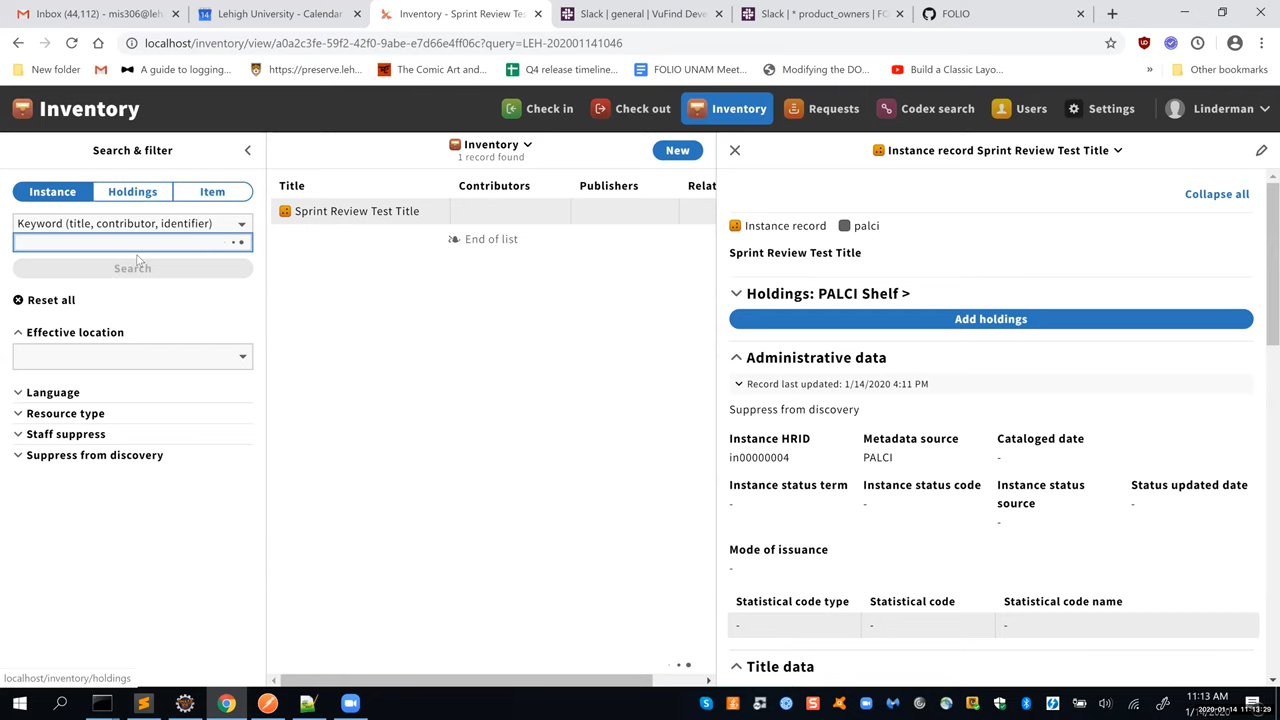 Inbox (44,112) - mis306@leh
Lehigh University - Calendar
Inventory - Sprint Review Tes
Slack | general | VuFind Dev
Slack | * product_owners | FO
FOLIO
localhost/inventory/view/a0a2c3fe-59f2-42f0-9abe-e7d66e4ff06c?query=LEH-202001141046
New folder
A guide to logging...
https://preserve.leh...
The Comic Art and...
Q4 release timeline...
FOLIO UNAM Meet...
Modifying the DO...
Build a Classic Layo...
»
Other bookmarks
Inventory
Check in
Check out
Inventory
Requests
Codex search
Users
Settings
Linderman
Search & filter
Instance
Holdings
Item
Keyword (title, contributor, identifier)
Search
Reset all
Effective location
Language
Resource type
Staff suppress
Suppress from discovery
Inventory
1 record found
New
Title Contributors Publishers Relat
Sprint Review Test Title
End of list
Instance record Sprint Review Test Title
Collapse all
Instance record palci
Sprint Review Test Title
Holdings: PALCI Shelf >
Add holdings
Administrative data
Record last updated: 1/14/2020 4:11 PM
Suppress from discovery
Instance HRID Metadata source Cataloged date
in00000004 PALCI -
Instance status term Instance status code Instance status source Status updated date
- - - -
Mode of issuance
-
Statistical code type Statistical code Statistical code name
- - -
Title data
localhost/inventory/holdings
11:13 AM
2020-01-14 11:13:29